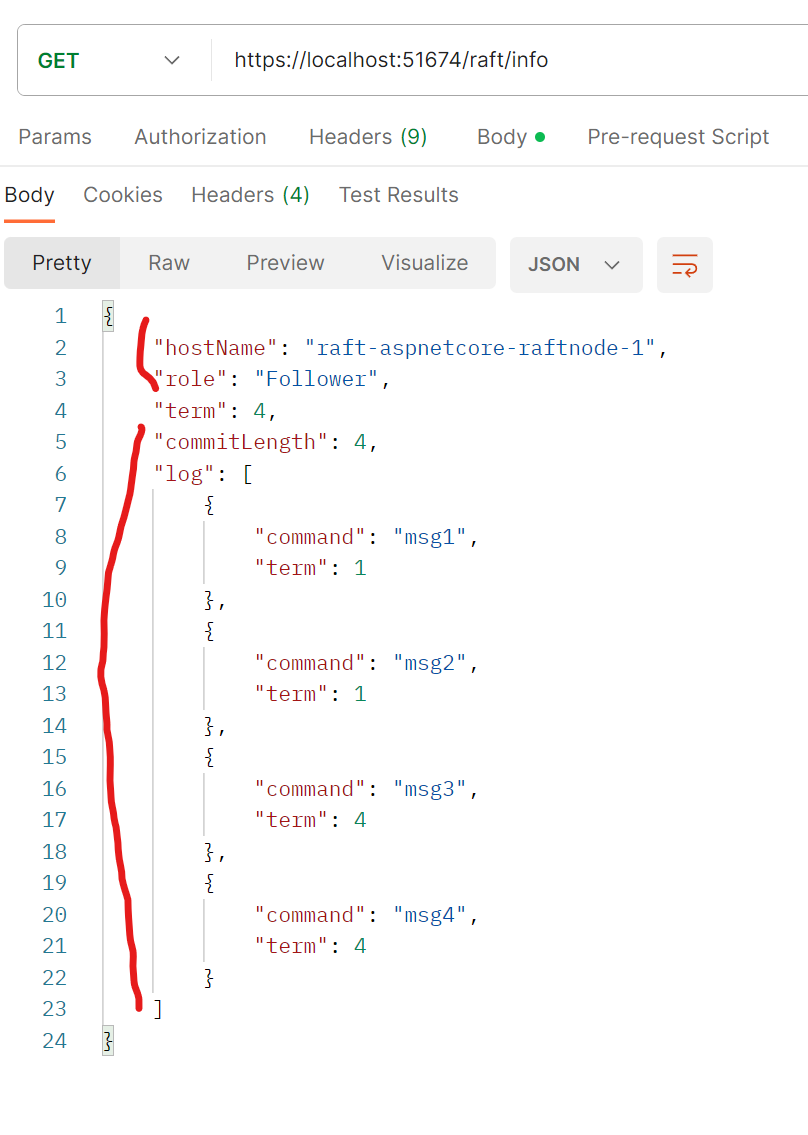 GET https://localhost:51674/raft/info
Params Authorization Headers (9) Body Pre-request Script
Body Cookies Headers (4) Test Results
Pretty Raw Preview Visualize JSON
1 {
2 "hostName": "raft-aspnetcore-raftnode-1",
3 "role": "Follower",
4 "term": 4,
5 "commitLength": 4,
6 "log": [
7 {
8 "command": "msg1",
9 "term": 1
10 },
11 {
12 "command": "msg2",
13 "term": 1
14 },
15 {
16 "command": "msg3",
17 "term": 4
18 },
19 {
20 "command": "msg4",
21 "term": 4
22 }
23 ]
24 }